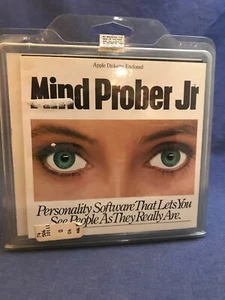 Apple Diskette Enclosed
Mind Prober Jr
Personality Software That Lets You
See People As They Really Are.